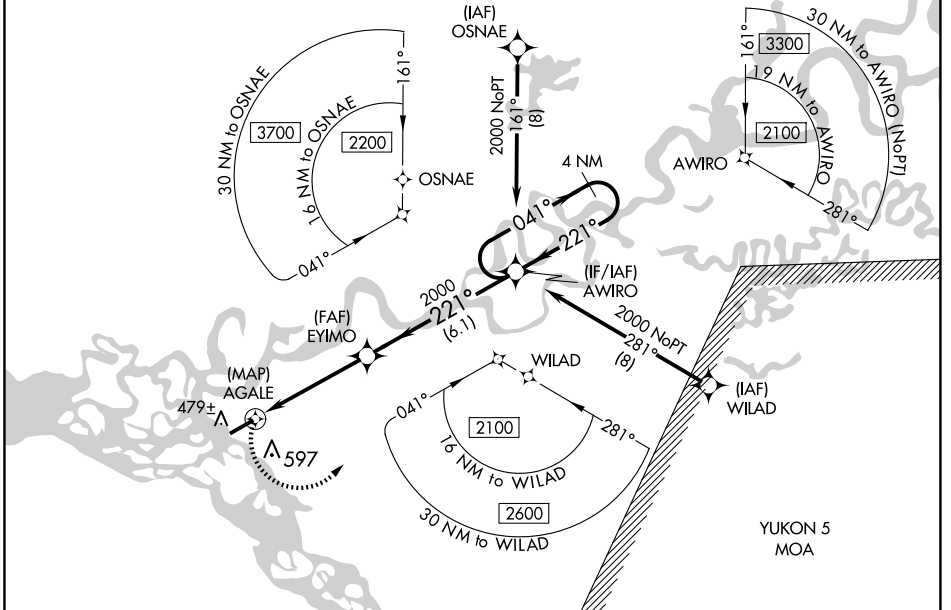 (IAF)
OSNAE
2000 NoPT
161°
(8)
30 NM to OSNAE
3700
16 NM to OSNAE
2200
161°
OSNAE
041°
30 NM to AWIRO (NoPT)
3300
161°
19 NM to AWIRO
2100
AWIRO
281°
4 NM
041°
221°
(IF/IAF)
AWIRO
2000
221°
(6.1)
(FAF)
EYIMO
2000 NoPT
281°
(8)
(IAF)
WILAD
(MAP)
AGALE
479±
597
WILAD
041°
281°
2100
16 NM to WILAD
2600
30 NM to WILAD
YUKON 5
MOA